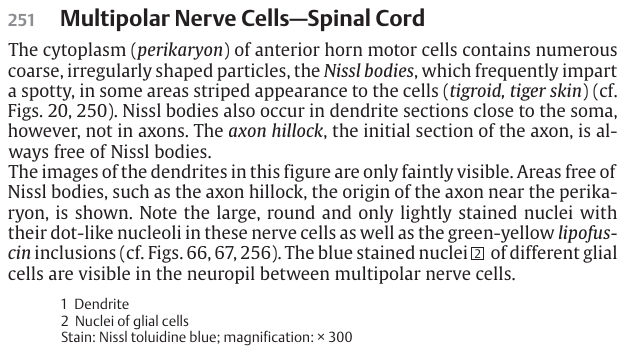 251 Multipolar Nerve Cells—Spinal Cord
The cytoplasm (perikaryon) of anterior horn motor cells contains numerous
coarse, irregularly shaped particles, the Nissl bodies, which frequently impart
a spotty, in some areas striped appearance to the cells (tigroid, tiger skin) (cf.
Figs. 20, 250). Nissl bodies also occur in dendrite sections close to the soma,
however, not in axons. The axon hillock, the initial section of the axon, is al-
ways free of Nissl bodies.
The images of the dendrites in this figure are only faintly visible. Areas free of
Nissl bodies, such as the axon hillock, the origin of the axon near the perika-
ryon, is shown. Note the large, round and only lightly stained nuclei with
their dot-like nucleoli in these nerve cells as well as the green-yellow lipofus-
cin inclusions (cf. Figs. 66, 67, 256). The blue stained nuclei 2 of different glial
cells are visible in the neuropil between multipolar nerve cells.
1 Dendrite
2 Nuclei of glial cells
Stain: Nissl toluidine blue; magnification: × 300